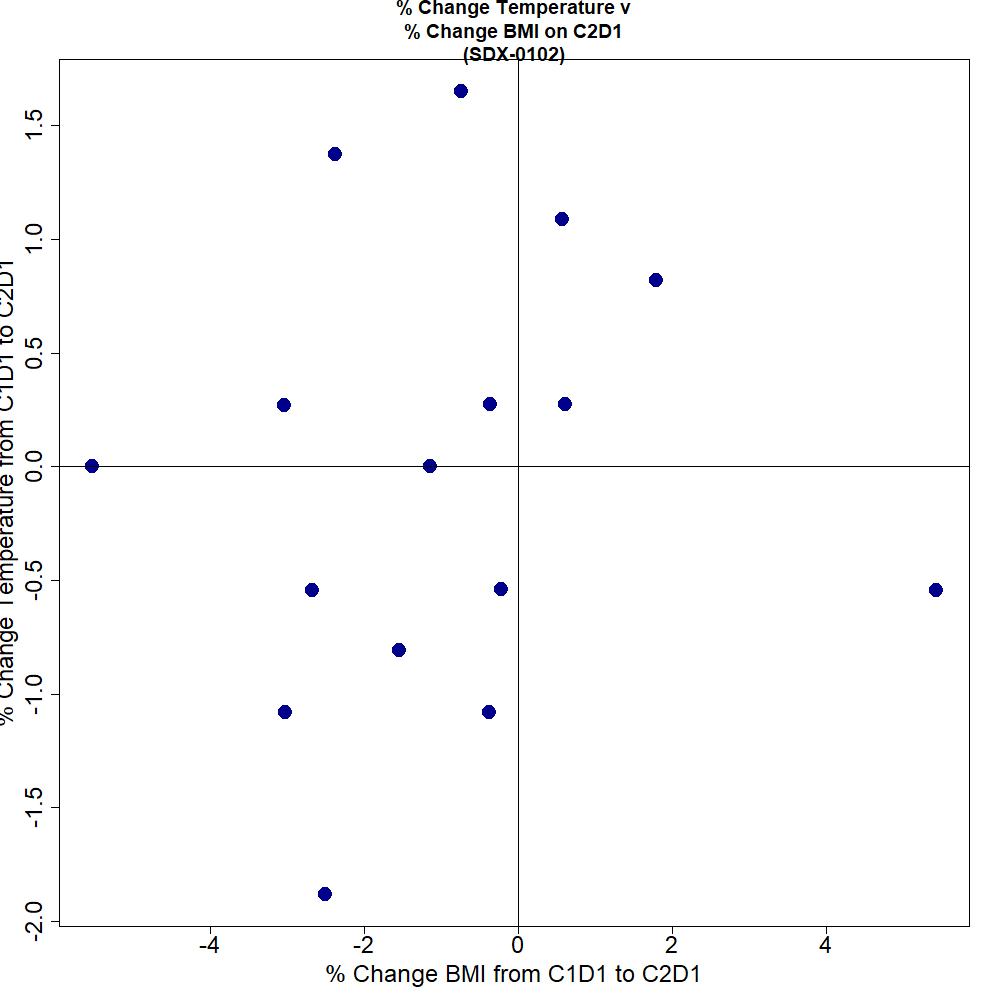 % Change Temperature v
% Change BMI on C2D1
(SDX-0102)
% Change Temperature from C1D1 to C2D1
1.5
1.0
0.5
0.0
-0.5
-1.0
-1.5
-2.0
-4
-2
0
2
4
% Change BMI from C1D1 to C2D1